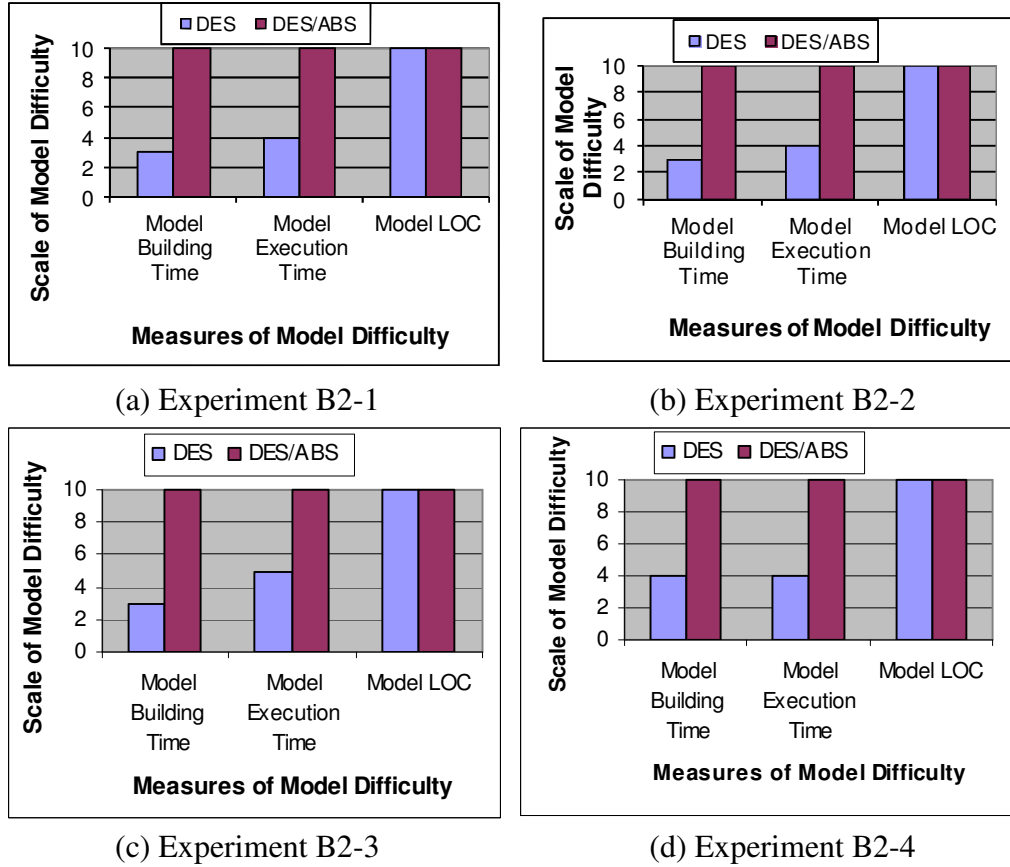 DES DES/ABS
Scale of Model Difficulty
10
8
6
4
2
0
Model Building Time
Model Execution Time
Model LOC
Measures of Model Difficulty
(a) Experiment B2-1
DES DES/ABS
Scale of Model
Difficulty
10
8
6
4
2
0
Model Building Time
Model Execution Time
Model LOC
Measures of Model Difficulty
(b) Experiment B2-2
DES DES/ABS
Scale of Model Difficulty
10
8
6
4
2
0
Model Building Time
Model Execution Time
Model LOC
Measures of Model Difficulty
(c) Experiment B2-3
DES DES/ABS
Scale of Model Difficulty
10
8
6
4
2
0
Model Building Time
Model Execution Time
Model LOC
Measures of Model Difficulty
(d) Experiment B2-4